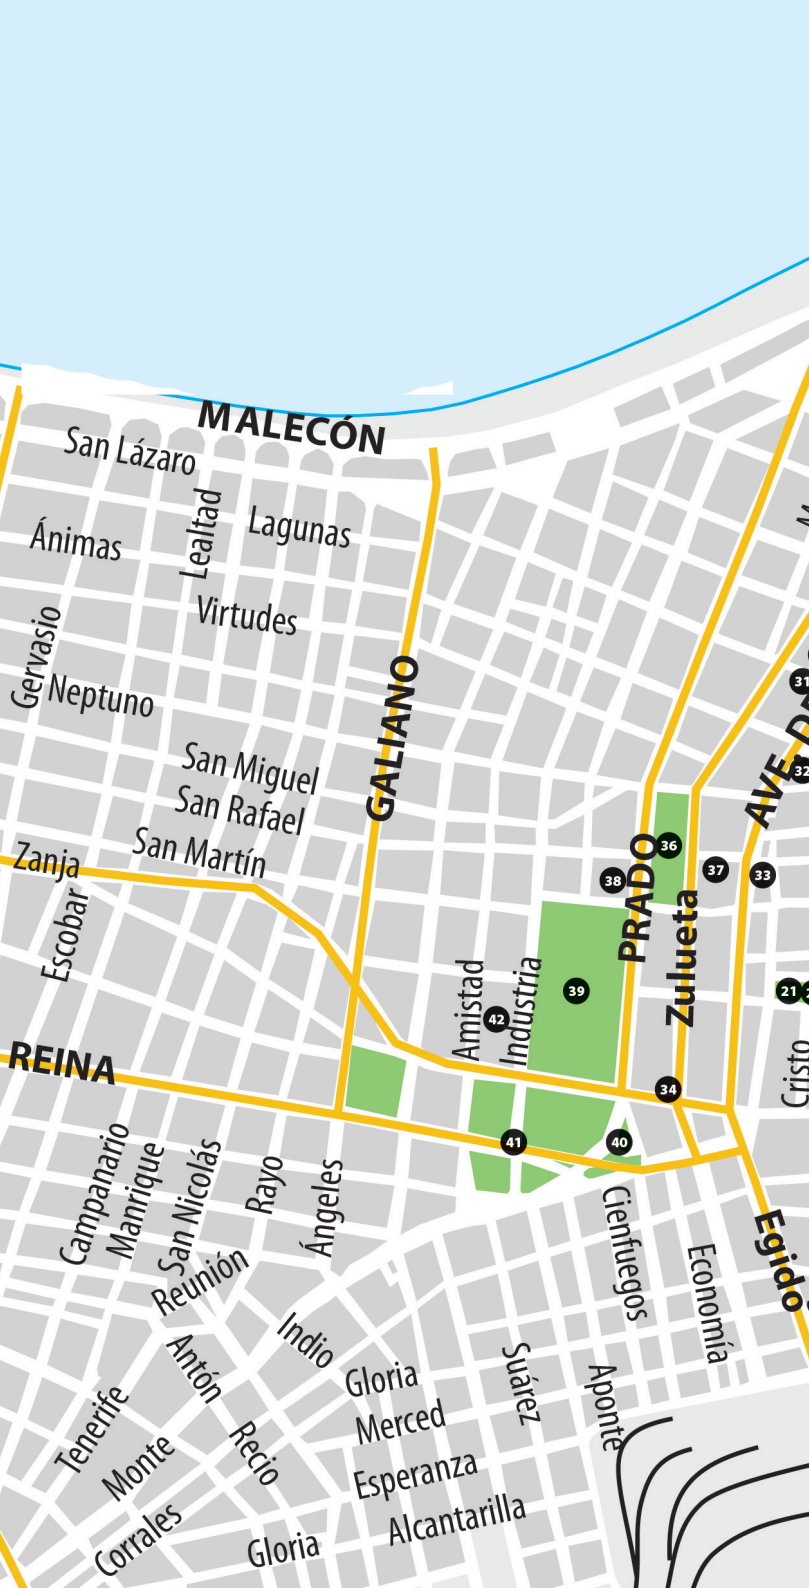 MALECÓN
San Lázaro
Lealtad
Lagunas
Ánimas
Virtudes
Gervasio
Neptuno
GALIANO
31
AVE. DE
32
San Miguel
San Rafael
San Martín
Zanja
36
37
38
33
PRADO
Zulueta
Escobar
Amistad
Industria
39
42
21
REINA
Cristo
34
41
40
Campanario
Manrique
San Nicolás
Rayo
Ángeles
Reunión
Cienfuegos
Economía
Egido
Indio
Antón
Recio
Gloria
Suárez
Aponte
Merced
Tenerife
Monte
Esperanza
Corrales
Alcantarilla
Gloria